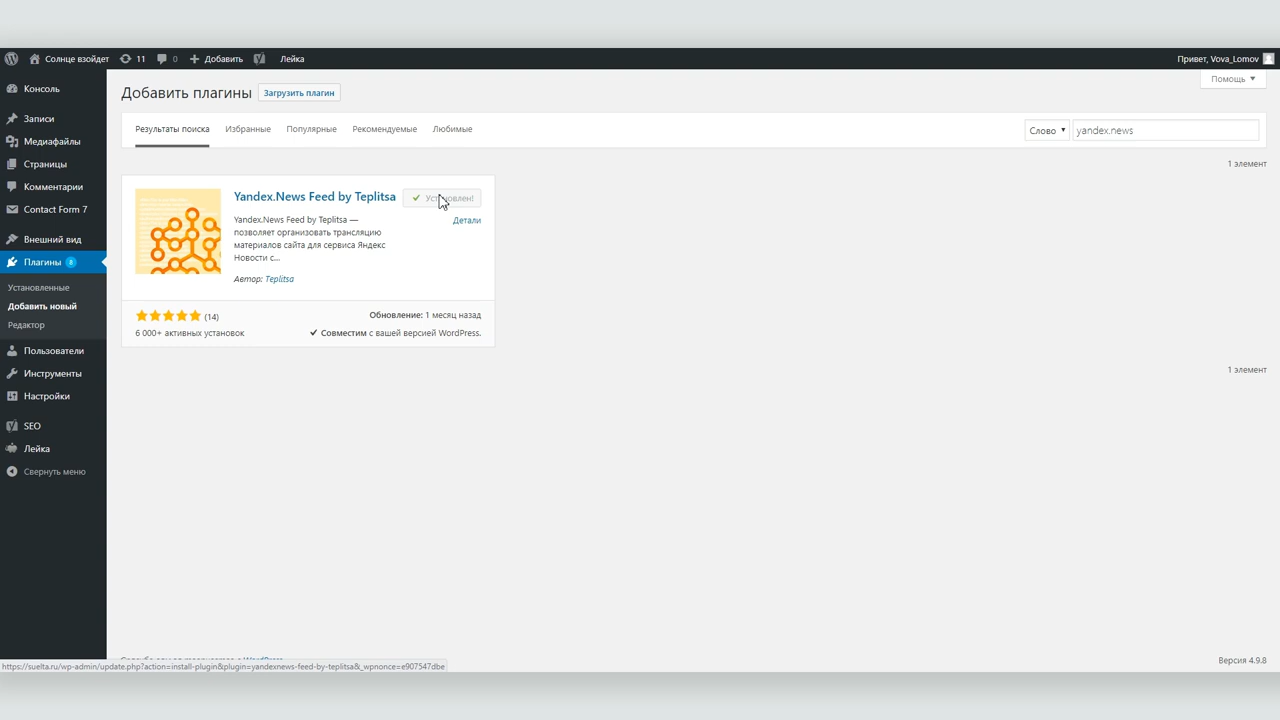 Солнце взойдет
11
0
Добавить
Лейка
Привет, Vova_Lomov
Помощь
Консоль
Записи
Медиафайлы
Страницы
Комментарии
Contact Form 7
Внешний вид
Плагины 8
Установленные
Добавить новый
Редактор
Пользователи
Инструменты
Настройки
SEO
Лейка
Свернуть меню
Добавить плагины
Загрузить плагин
Результаты поиска
Избранные
Популярные
Рекомендуемые
Любимые
Слово
yandex.news
1 элемент
Yandex.News Feed by Teplitsa
Установлен!
Детали
Yandex.News Feed by Teplitsa —
позволяет организовать трансляцию
материалов сайта для сервиса Яндекс
Новости с...
Автор: Teplitsa
(14)
Обновление: 1 месяц назад
6 000+ активных установок
Совместим с вашей версией WordPress.
1 элемент
Версия 4.9.8
https://suelta.ru/wp-admin/update.php?action=install-plugin&plugin=yandexnews-feed-by-teplitsa&_wpnonce=e907547dbe